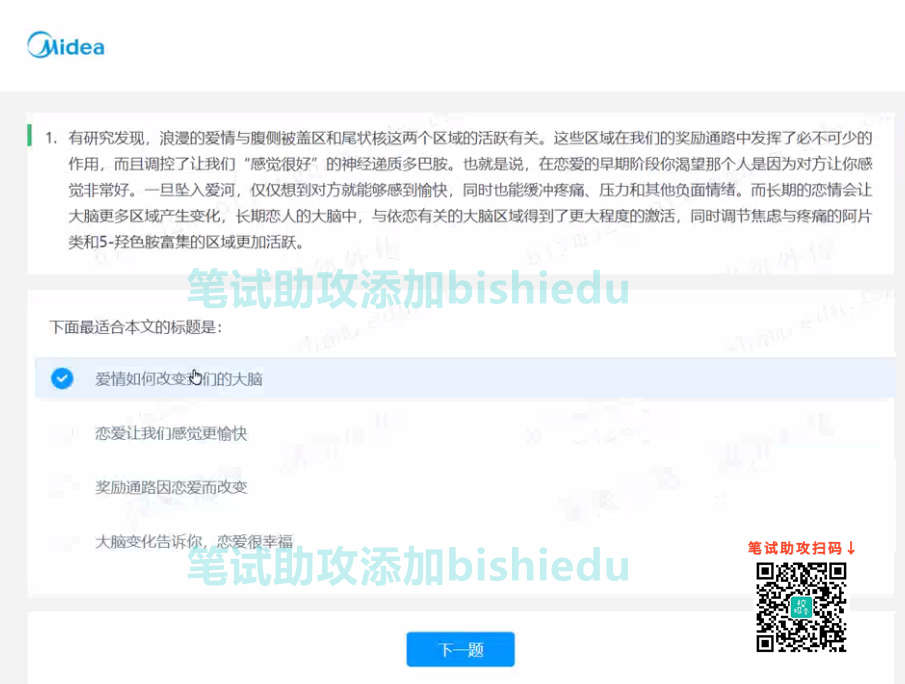 Midea
1. 有研究发现，浪漫的爱情与腹侧被盖区和尾状核这两个区域的活跃有关。这些区域在我们的奖励通路中发挥了必不可少的
作用，而且调控了让我们“感觉很好”的神经递质多巴胺。也就是说，在恋爱的早期阶段你渴望那个人是因为对方让你感
觉非常好。一旦坠入爱河，仅仅想到对方就能够感到愉快，同时也能缓冲疼痛、压力和其他负面情绪。而长期的恋情会让
大脑更多区域产生变化，长期恋人的大脑中，与依恋有关的大脑区域得到了更大程度的激活，同时调节焦虑与疼痛的阿片
类和5-羟色胺富集的区域更加活跃。
笔试助攻添加bishiedu
下面最适合本文的标题是：
爱情如何改变我们的大脑
恋爱让我们感觉更愉快
奖励通路因恋爱而改变
大脑变化告诉你，恋爱很幸福
笔试助攻添加bishiedu
笔试助攻扫码↓
下一题